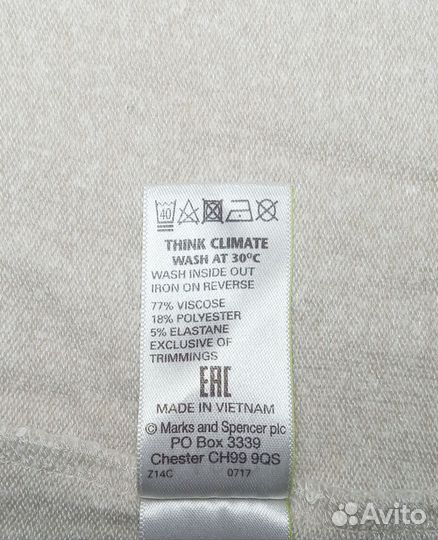 40
THINK CLIMATE
WASH AT 30ºC
WASH INSIDE OUT
IRON ON REVERSE
77% VISCOSE
18% POLYESTER
5% ELASTANE
EXCLUSIVE OF
TRIMMINGS
EAC
MADE IN VIETNAM
© Marks and Spencer plc
PO Box 3339
Chester CH99 9QS
Z14C 0717
Avito